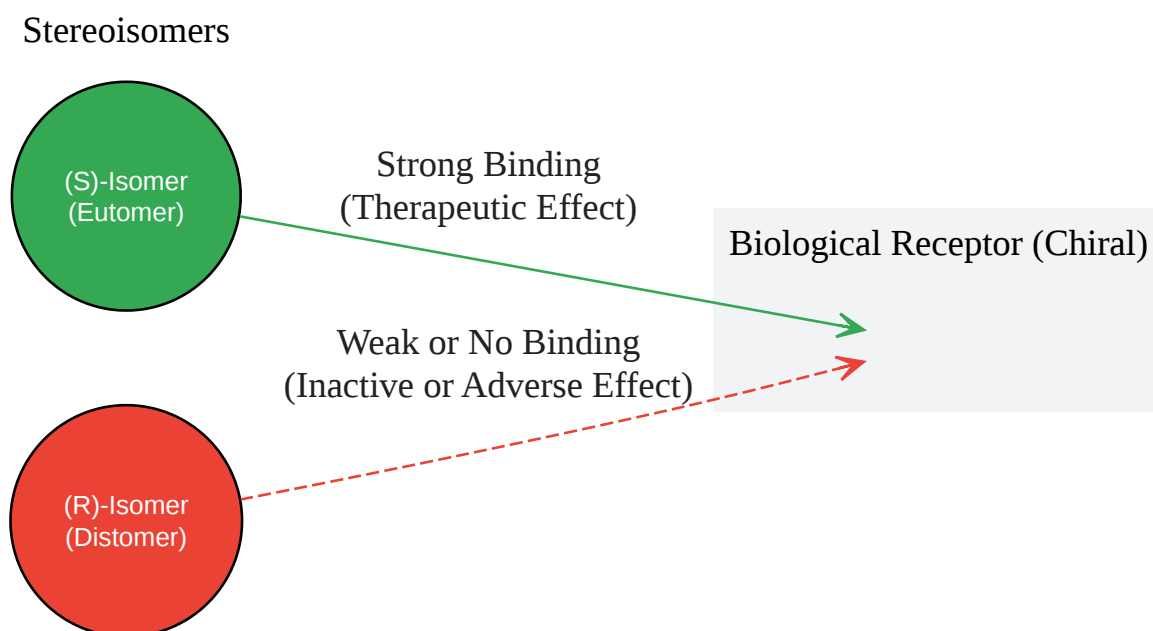 Stereoisomers
(S)-Isomer
(Eutomer)
Strong Binding
(Therapeutic Effect)
Biological Receptor (Chiral)
Weak or No Binding
(Inactive or Adverse Effect)
(R)-Isomer
(Distomer)